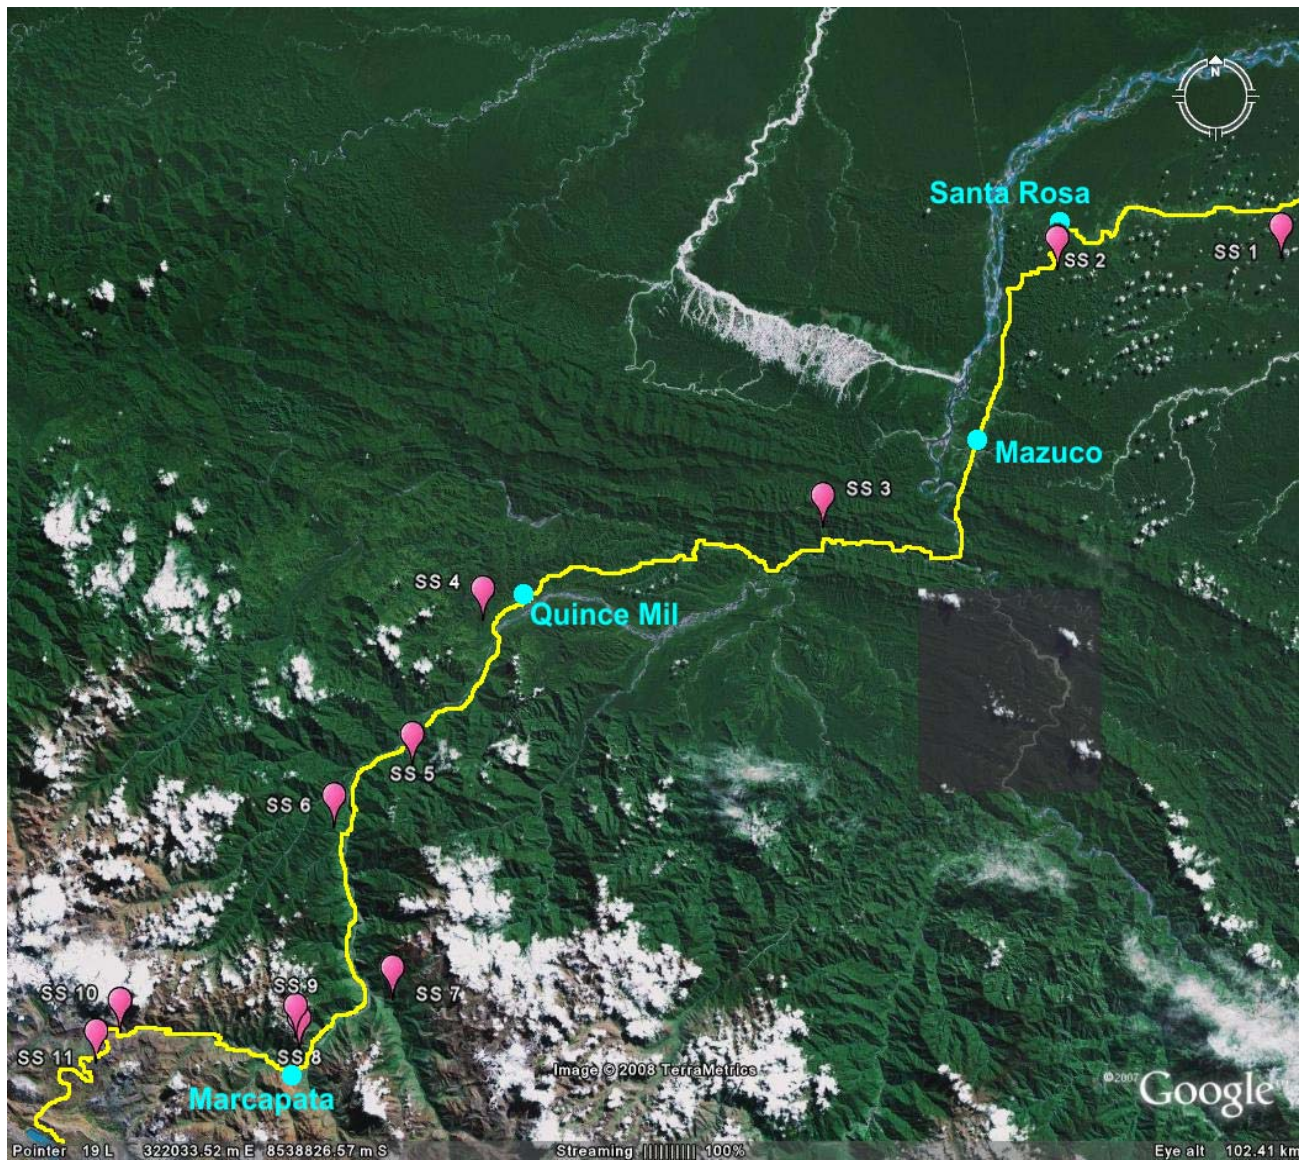 N
Santa Rosa
SS 1
SS 2
Mazuco
SS 3
SS 4
Quince Mil
SS 5
SS 6
SS 7
SS 9
SS 10
SS 8
SS 11
Marcapata
Image © 2008 TerraMetrics
©2007 Google
Pointer 19 L 322033.52 m E 8538826.57 m S Streaming |||||||||| 100% Eye alt 102.41 km